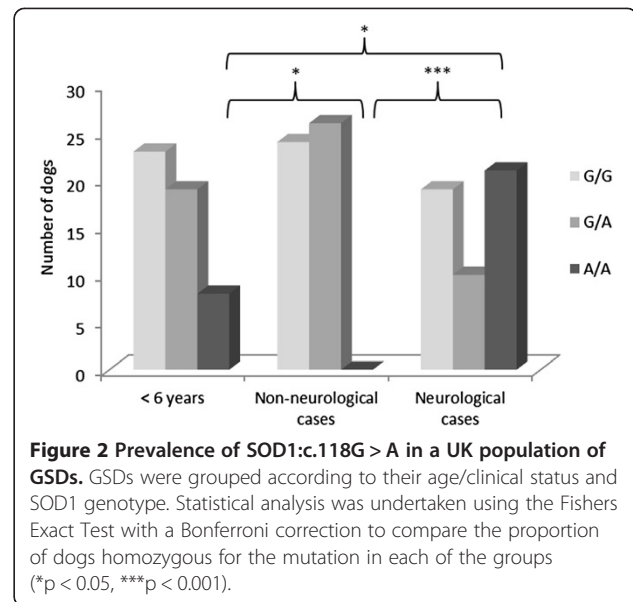 *
*
***
30
25
20
15
10
5
0
Number of dogs
G/G
G/A
A/A
< 6 years
Non-neurological
cases
Neurological
cases
Figure 2 Prevalence of SOD1:c.118G > A in a UK population of
GSDs. GSDs were grouped according to their age/clinical status and
SOD1 genotype. Statistical analysis was undertaken using the Fishers
Exact Test with a Bonferroni correction to compare the proportion
of dogs homozygous for the mutation in each of the groups
(*p < 0.05, ***p < 0.001).